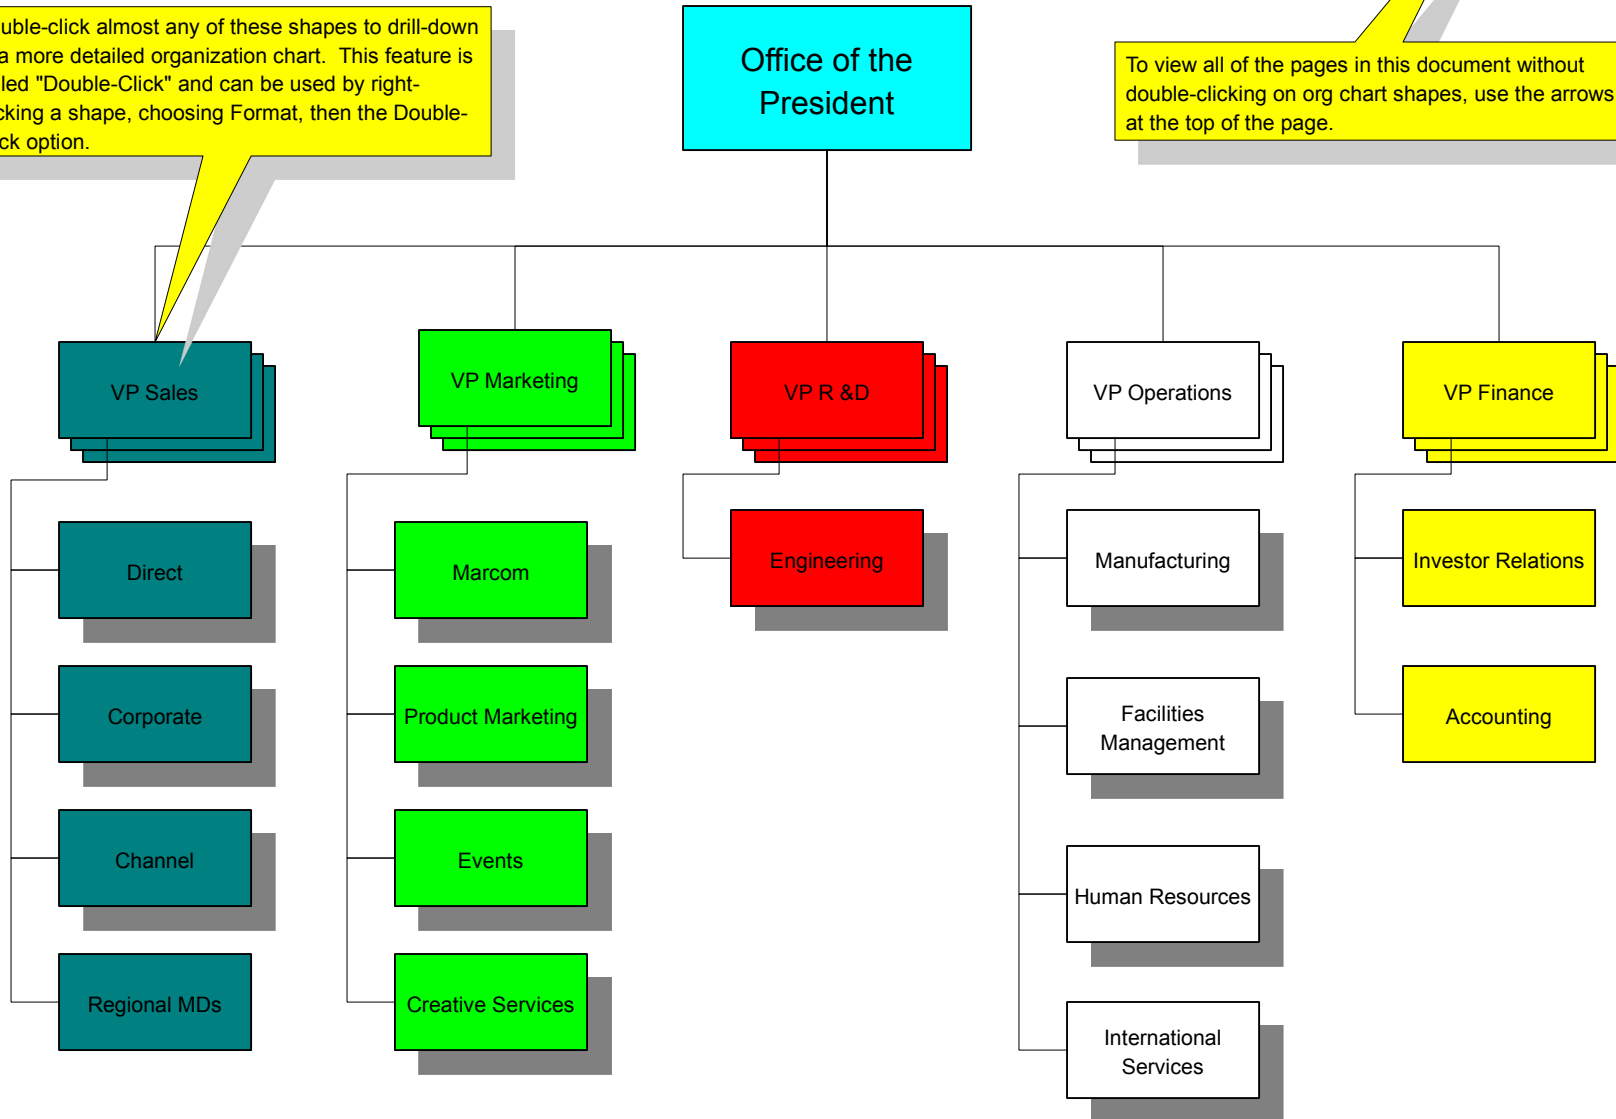 uble-click almost any of these shapes to drill-down
a more detailed organization chart.  This feature is
led "Double-Click" and can be used by right-
cking a shape, choosing Format, then the Double-
ck option.
Office of the
President
To view all of the pages in this document without
double-clicking on org chart shapes, use the arrows
at the top of the page.
VP Sales
VP Marketing
VP R &D
VP Operations
VP Finance
Direct
Marcom
Engineering
Manufacturing
Investor Relations
Corporate
Product Marketing
Facilities
Management
Accounting
Channel
Events
Human Resources
Regional MDs
Creative Services
International
Services